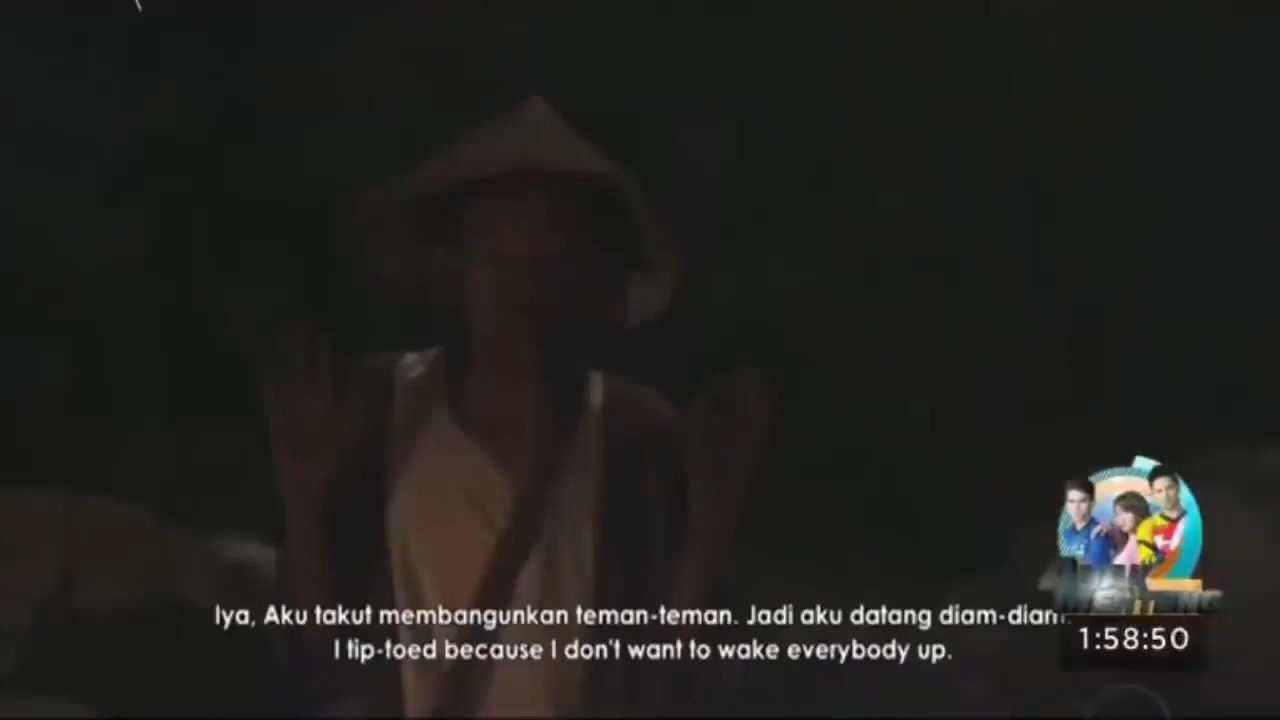 Iya, Aku takut membangunkan teman-teman. Jadi aku datang diam-diam.
I tip-toed because I don't want to wake everybody up.
2
1:58:50